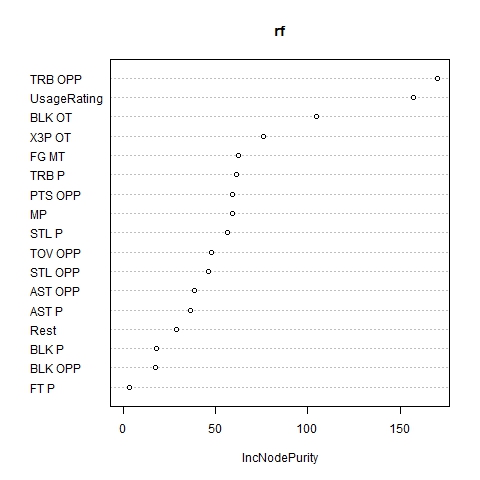 rf
TRB OPP
UsageRating
BLK OT
X3P OT
FG MT
TRB P
PTS OPP
MP
STL P
TOV OPP
STL OPP
AST OPP
AST P
Rest
BLK P
BLK OPP
FT P
0 50 100 150
IncNodePurity